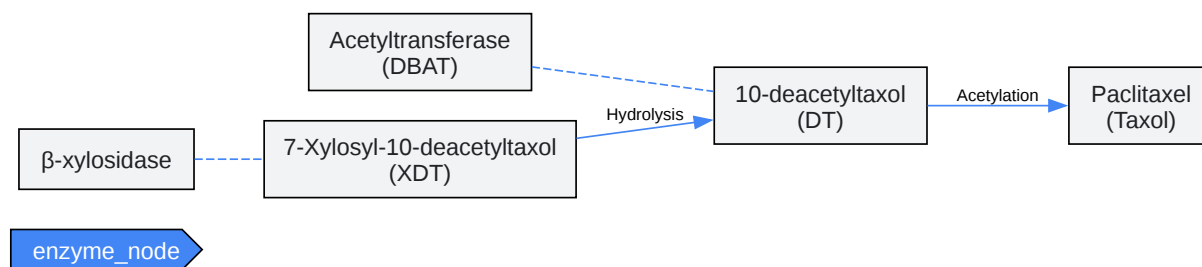 Acetyltransferase
(DBAT)
10-deacetyltaxol
(DT)
Acetylation
Paclitaxel
(Taxol)
Hydrolysis
β-xylosidase
7-Xylosyl-10-deacetyltaxol
(XDT)
enzyme_node